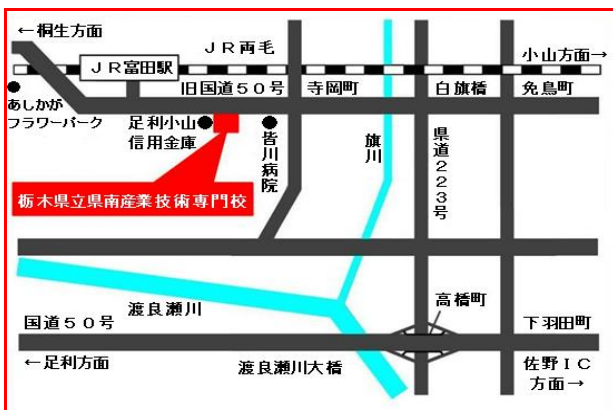 ←桐生方面
JR両毛
小山方面→
JR富田駅
旧国道50号
寺岡町
白旗橋
免鳥町
あしかが
フラワーパーク
足利小山
信用金庫
皆川病院
旗川
県道223号
栃木県立県南産業技術専門校
渡良瀬川
高橋町
国道50号
下羽田町
←足利方面
渡良瀬川大橋
佐野IC
方面→